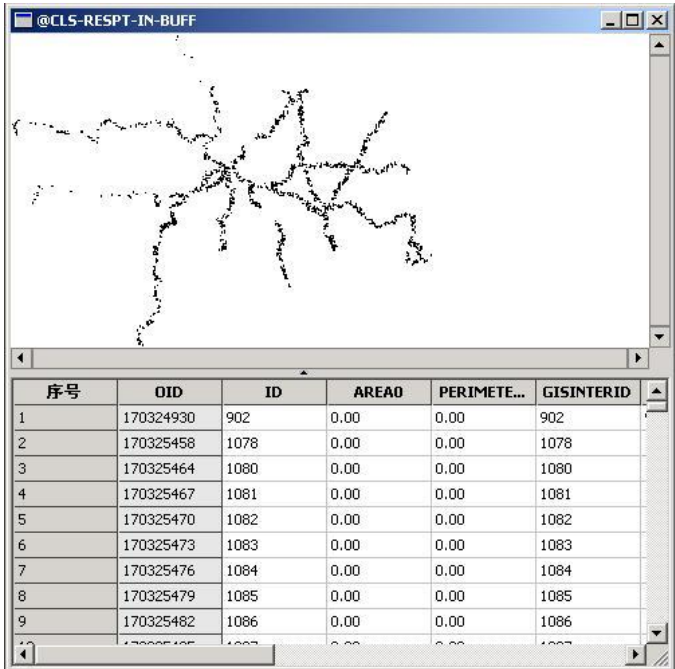 @CLS-RESPT-IN-BUFF
序号 OID ID AREA0 PERIMETE... GISINTERID
1 170324930 902 0.00 0.00 902
2 170325458 1078 0.00 0.00 1078
3 170325464 1080 0.00 0.00 1080
4 170325467 1081 0.00 0.00 1081
5 170325470 1082 0.00 0.00 1082
6 170325473 1083 0.00 0.00 1083
7 170325476 1084 0.00 0.00 1084
8 170325479 1085 0.00 0.00 1085
9 170325482 1086 0.00 0.00 1086